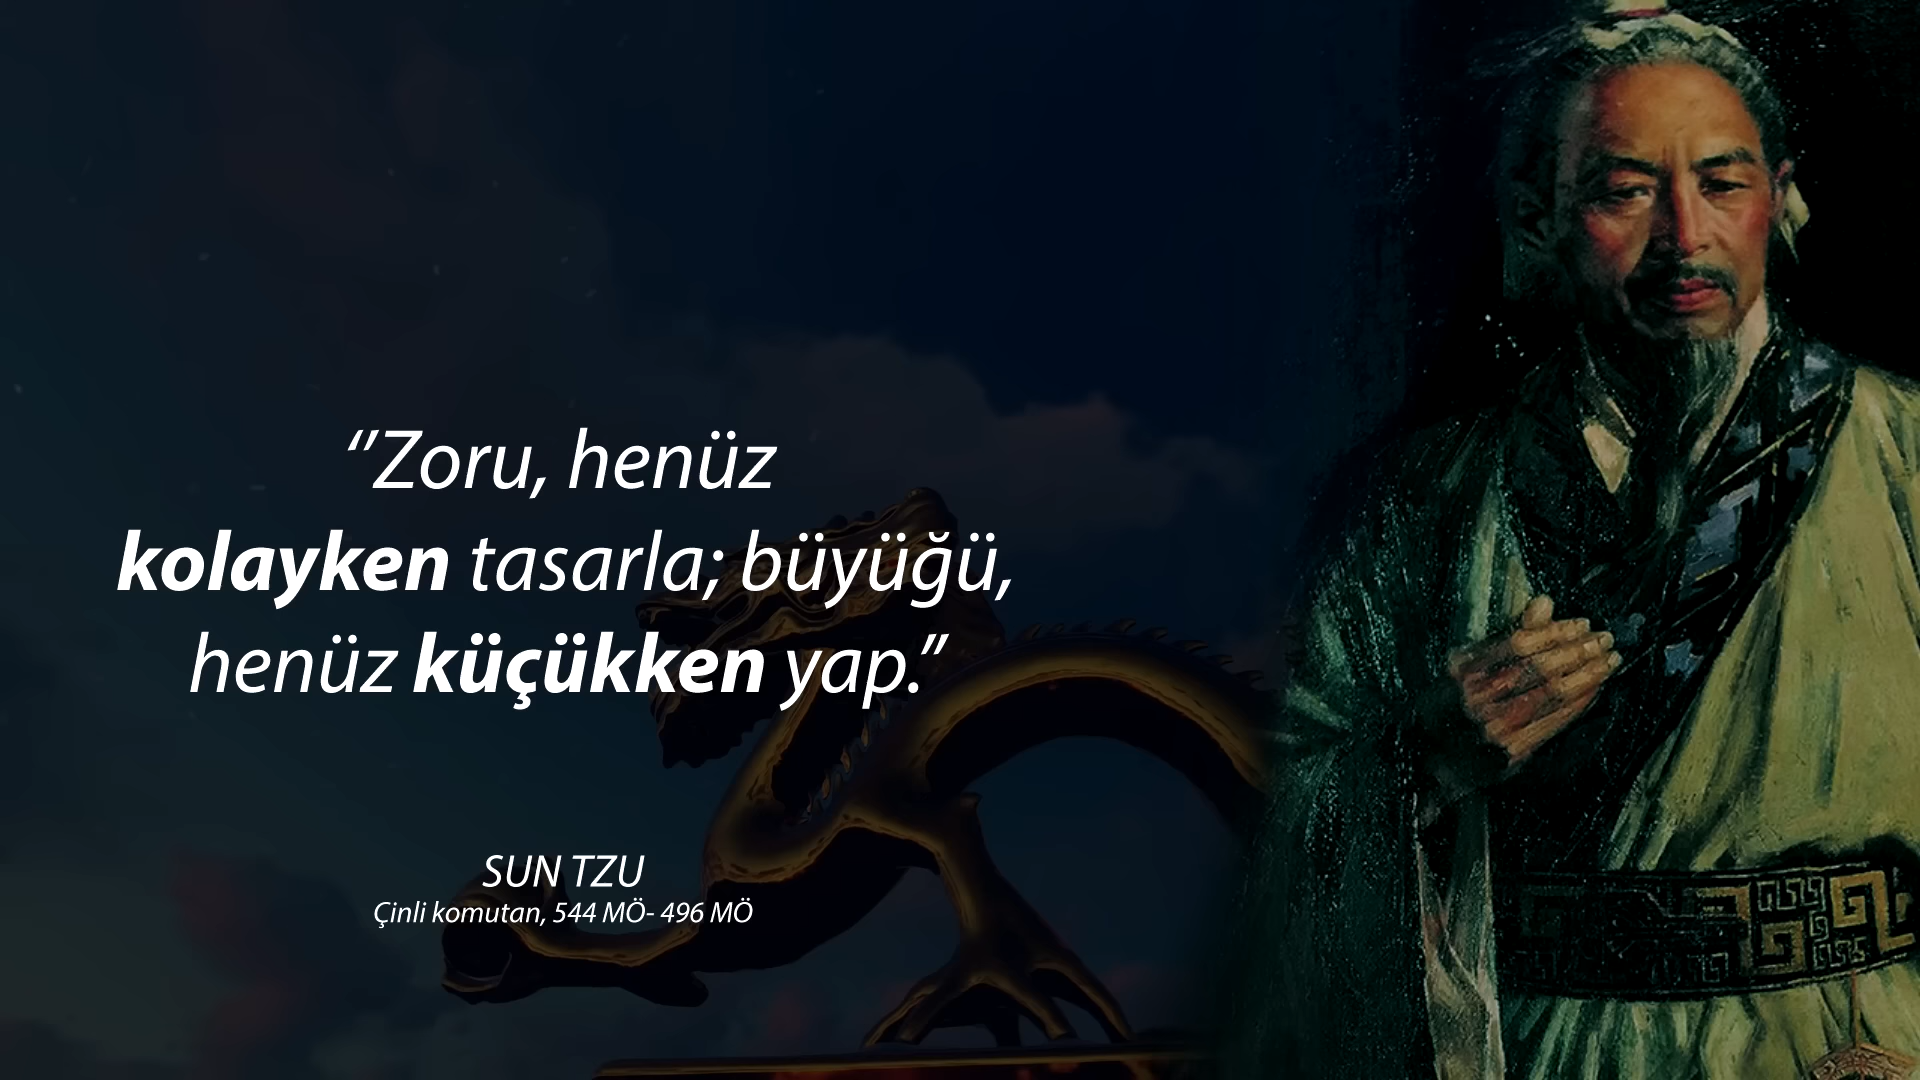 “Zoru, henüz
kolayken tasarla; büyüğü,
henüz küçükken yap.”
SUN TZU
Çinli komutan, 544 MÖ- 496 MÖ